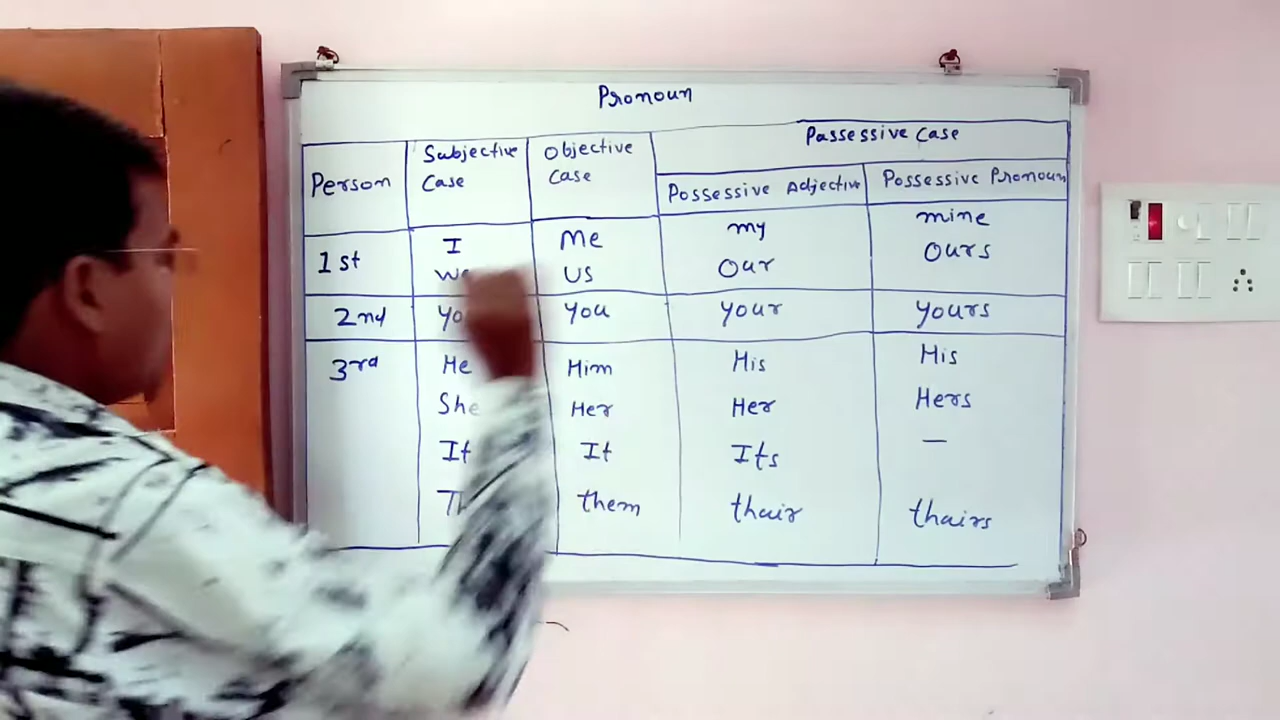 Pronoun
Person
Subjective Case
Objective Case
Passessive Case
Possessive Adjective
Possessive Pronoun
1st
I
Me
my
mine
us
our
ours
2nd
you
your
yours
3rd
He
Him
His
His
She
Her
Her
Hers
It
It
Its
—
them
thair
thairs